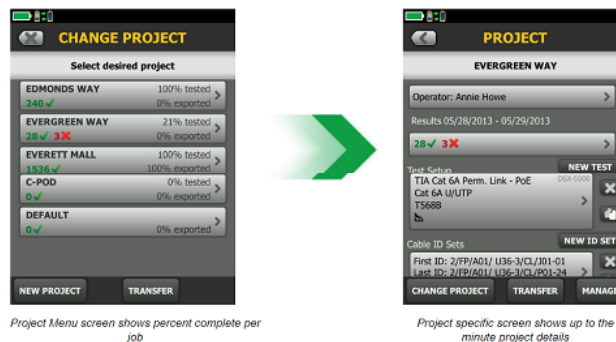 CHANGE PROJECT
Select desired project
EDMONDS WAY 100% tested
240 0% exported
EVERGREEN WAY 21% tested
28 3 0% exported
EVERETT MALL 100% tested
1536 100% exported
C-POD 0% tested
0 0% exported
DEFAULT
0 0% exported
NEW PROJECT TRANSFER
Project Menu screen shows percent complete per
job
PROJECT
EVERGREEN WAY
Operator: Annie Howe
Results 05/28/2013 - 05/29/2013
28 3
Test Setup NEW TEST
TIA Cat 6A Perm. Link - PoE DSX-5000
Cat 6A U/UTP
T568B
Cable ID Sets NEW ID SET
First ID: 2/FP/A01/ U36-3/CL/J01-01
Last ID: 2/FP/A01/ U36-3/CL/P01-24
CHANGE PROJECT TRANSFER MANAGE
Project specific screen shows up to the
minute project details